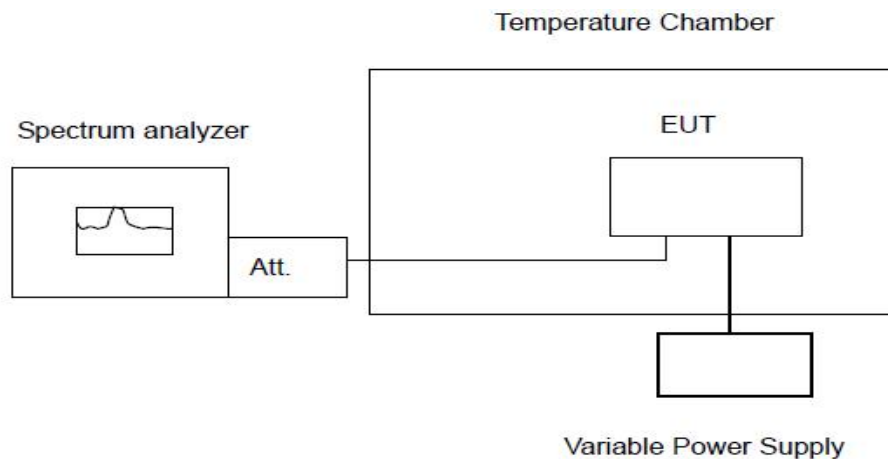 Temperature Chamber
Spectrum analyzer
EUT
Att.
Variable Power Supply